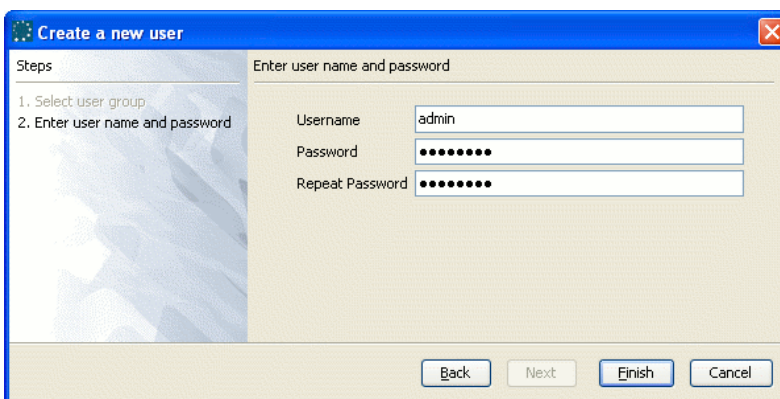 Create a new user
Steps
1. Select user group
2. Enter user name and password
Enter user name and password
Username admin
Password ●●●●●●●●
Repeat Password ●●●●●●●●
Back Next Finish Cancel